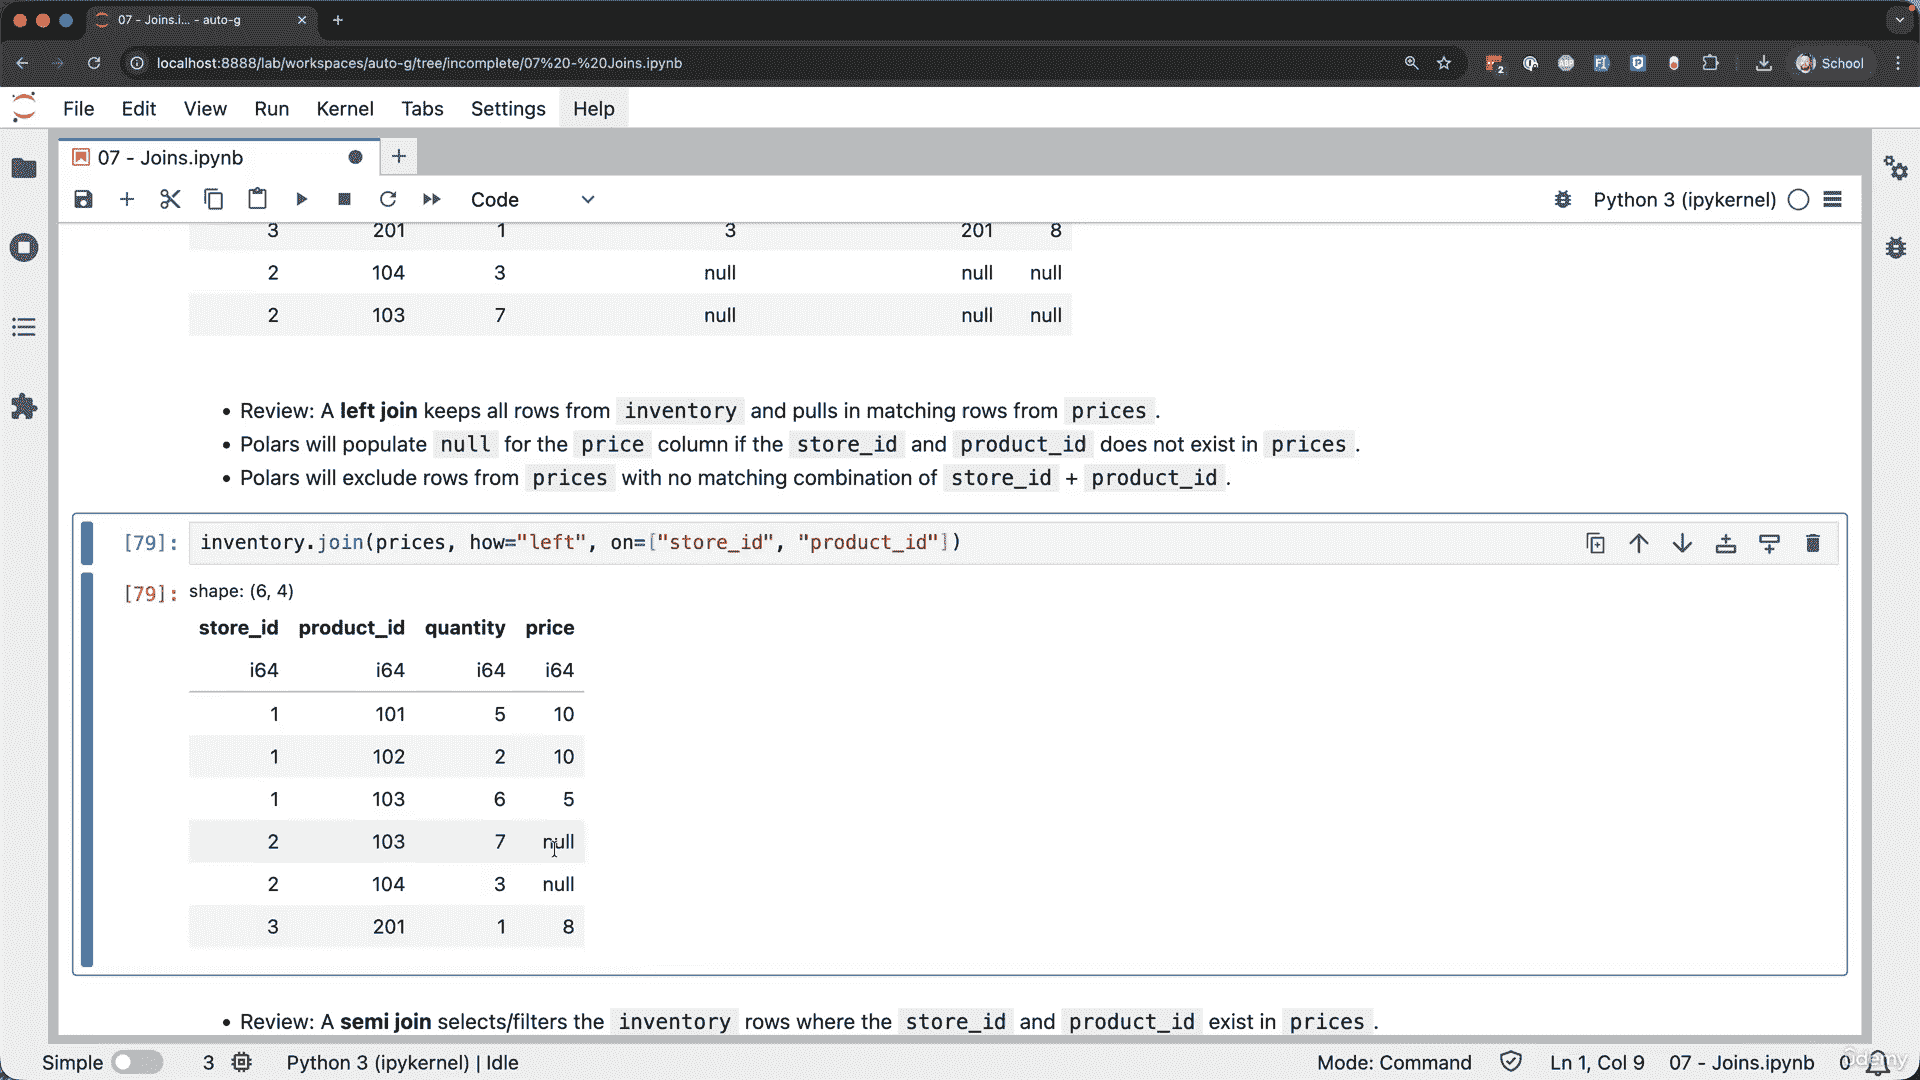 07 - Joins.i... - auto-g
localhost:8888/lab/workspaces/auto-g/tree/incomplete/07%20-%20Joins.ipynb
2
ABP
School
File Edit View Run Kernel Tabs Settings Help
07 - Joins.ipynb
Code
Python 3 (ipykernel)
3 201 1 3 201 8
2 104 3 null null null
2 103 7 null null null
Review: A left join keeps all rows from inventory and pulls in matching rows from prices .
Polars will populate null for the price column if the store_id and product_id does not exist in prices .
Polars will exclude rows from prices with no matching combination of store_id + product_id .
[79]: inventory.join(prices, how="left", on=["store_id", "product_id"])
[79]: shape: (6, 4)
store_id product_id quantity price
i64 i64 i64 i64
1 101 5 10
1 102 2 10
1 103 6 5
2 103 7 null
2 104 3 null
3 201 1 8
Review: A semi join selects/filters the inventory rows where the store_id and product_id exist in prices .
Simple 3 Python 3 (ipykernel) | Idle Mode: Command Ln 1, Col 9 07 - Joins.ipynb 0
udemy